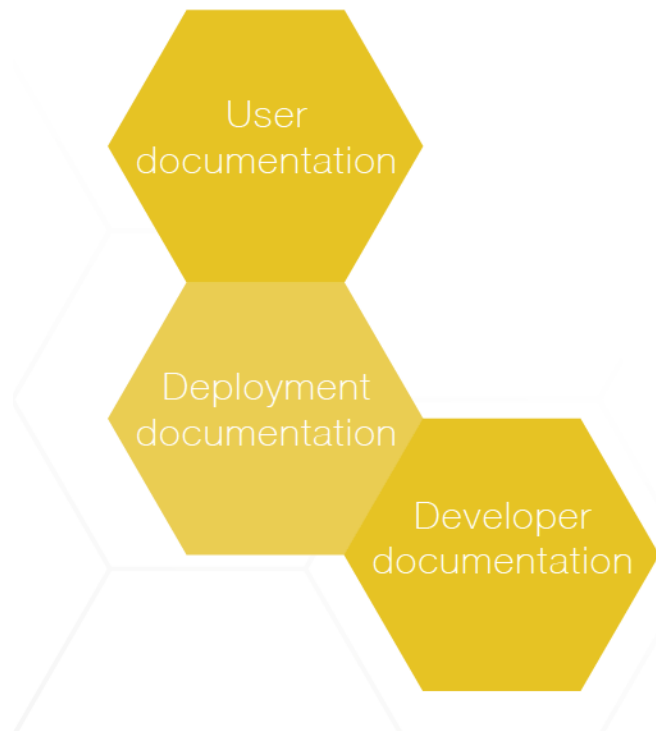 User
documentation
Deployment
documentation
Developer
documentation